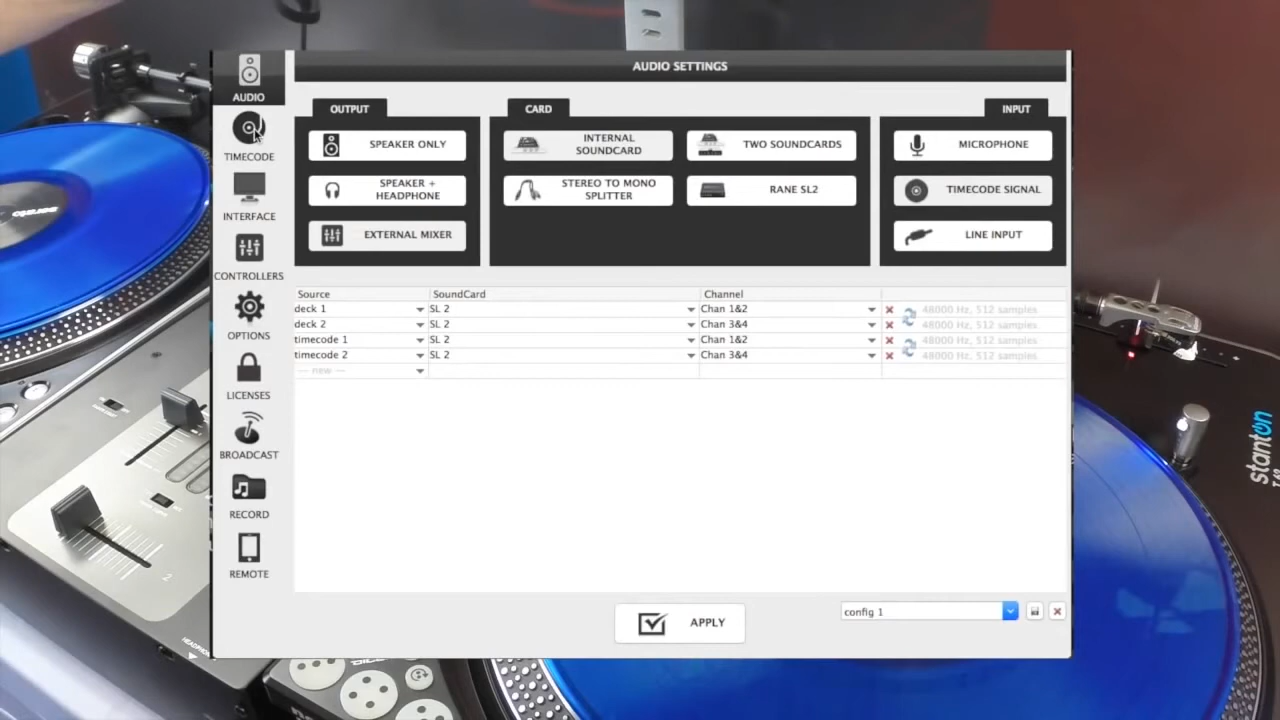 AUDIO
TIMECODE
INTERFACE
CONTROLLERS
OPTIONS
LICENSES
BROADCAST
RECORD
REMOTE
AUDIO SETTINGS
OUTPUT
SPEAKER ONLY
SPEAKER +
HEADPHONE
EXTERNAL MIXER
CARD
INTERNAL
SOUNDCARD
TWO SOUNDCARDS
STEREO TO MONO
SPLITTER
RANE SL2
INPUT
MICROPHONE
TIMECODE SIGNAL
LINE INPUT
Source SoundCard Channel
deck 1 SL 2 Chan 1&2 48000 Hz, 512 samples
deck 2 SL 2 Chan 3&4 48000 Hz, 512 samples
timecode 1 SL 2 Chan 1&2 48000 Hz, 512 samples
timecode 2 SL 2 Chan 3&4 48000 Hz, 512 samples
--- new ---
APPLY
config 1
serato
stanton
2